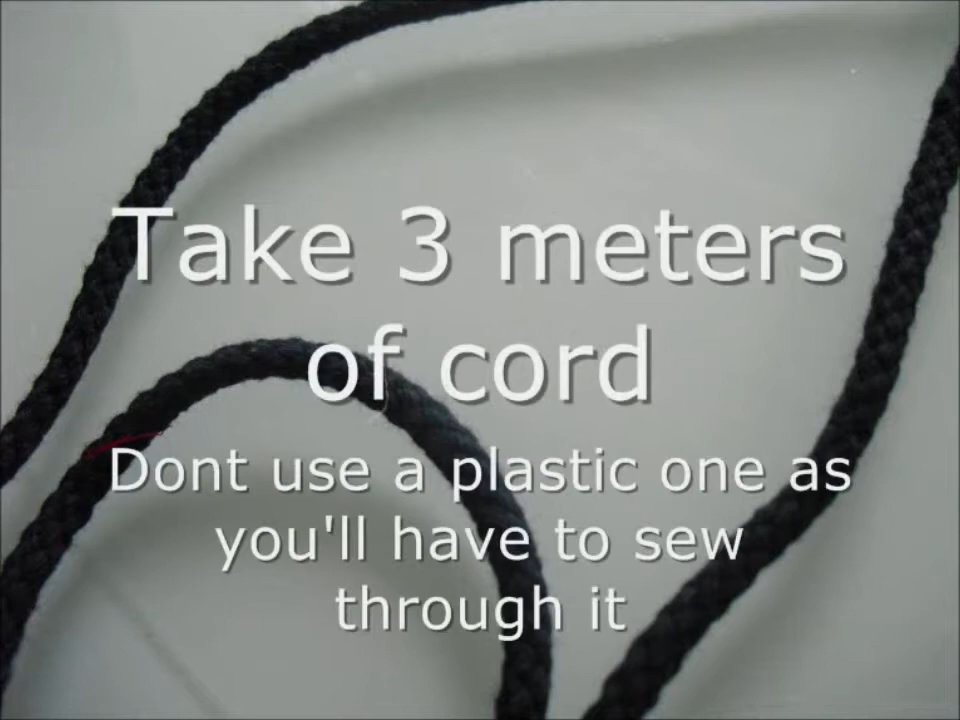 Take 3 meters
of cord
Dont use a plastic one as
you'll have to sew
through it